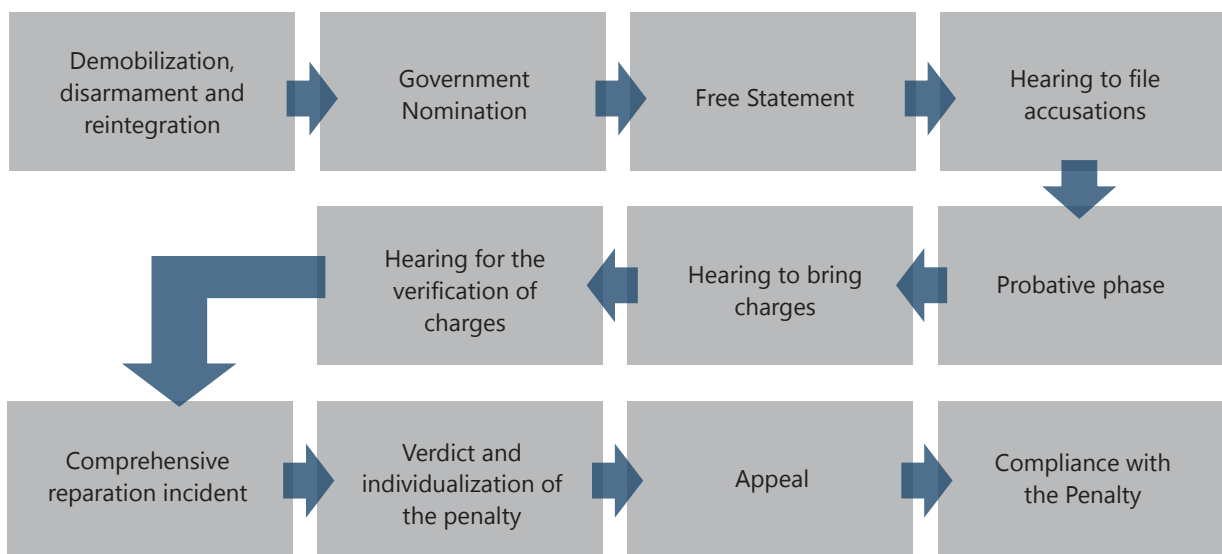 Demobilization,
disarmament and
reintegration
Government
Nomination
Free Statement
Hearing to file
accusations
Probative phase
Hearing to bring
charges
Hearing for the
verification of
charges
Comprehensive
reparation incident
Verdict and
individualization of
the penalty
Appeal
Compliance with
the Penalty